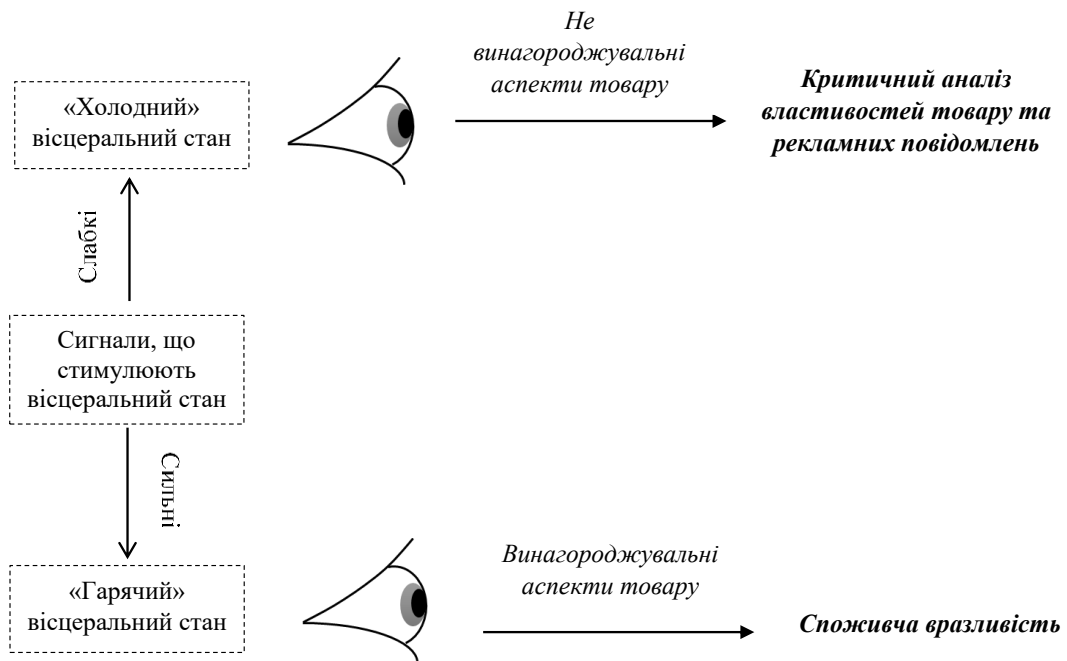 Не
винагороджувальні
аспекти товару
«Холодний»
вісцеральний стан
Критичний аналіз
властивостей товару та
рекламних повідомлень
Слабкі
Сигнали, що
стимулюють
вісцеральний стан
Сильні
«Гарячий»
вісцеральний стан
Винагороджувальні
аспекти товару
Споживча вразливість